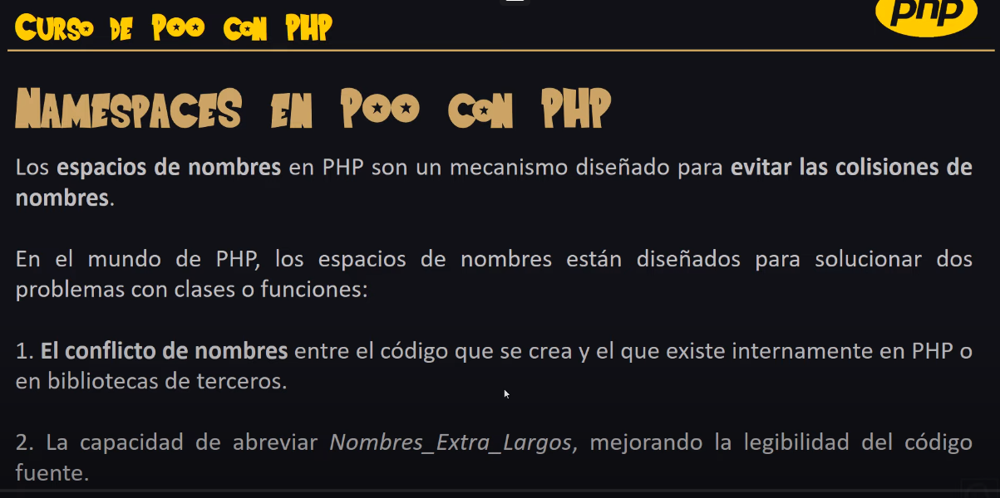 Curso de Poo con PHP
php
Namespaces en Poo con PHP
Los espacios de nombres en PHP son un mecanismo diseñado para evitar las colisiones de
nombres.
En el mundo de PHP, los espacios de nombres están diseñados para solucionar dos
problemas con clases o funciones:
1. El conflicto de nombres entre el código que se crea y el que existe internamente en PHP o
en bibliotecas de terceros.
2. La capacidad de abreviar Nombres_Extra_Largos, mejorando la legibilidad del código
fuente.